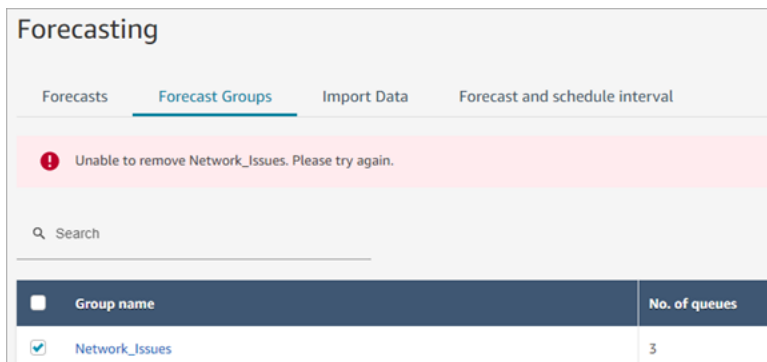 Forecasting
Forecasts Forecast Groups Import Data Forecast and schedule interval
Unable to remove Network_Issues. Please try again.
Search
Group name No. of queues
Network_Issues 3